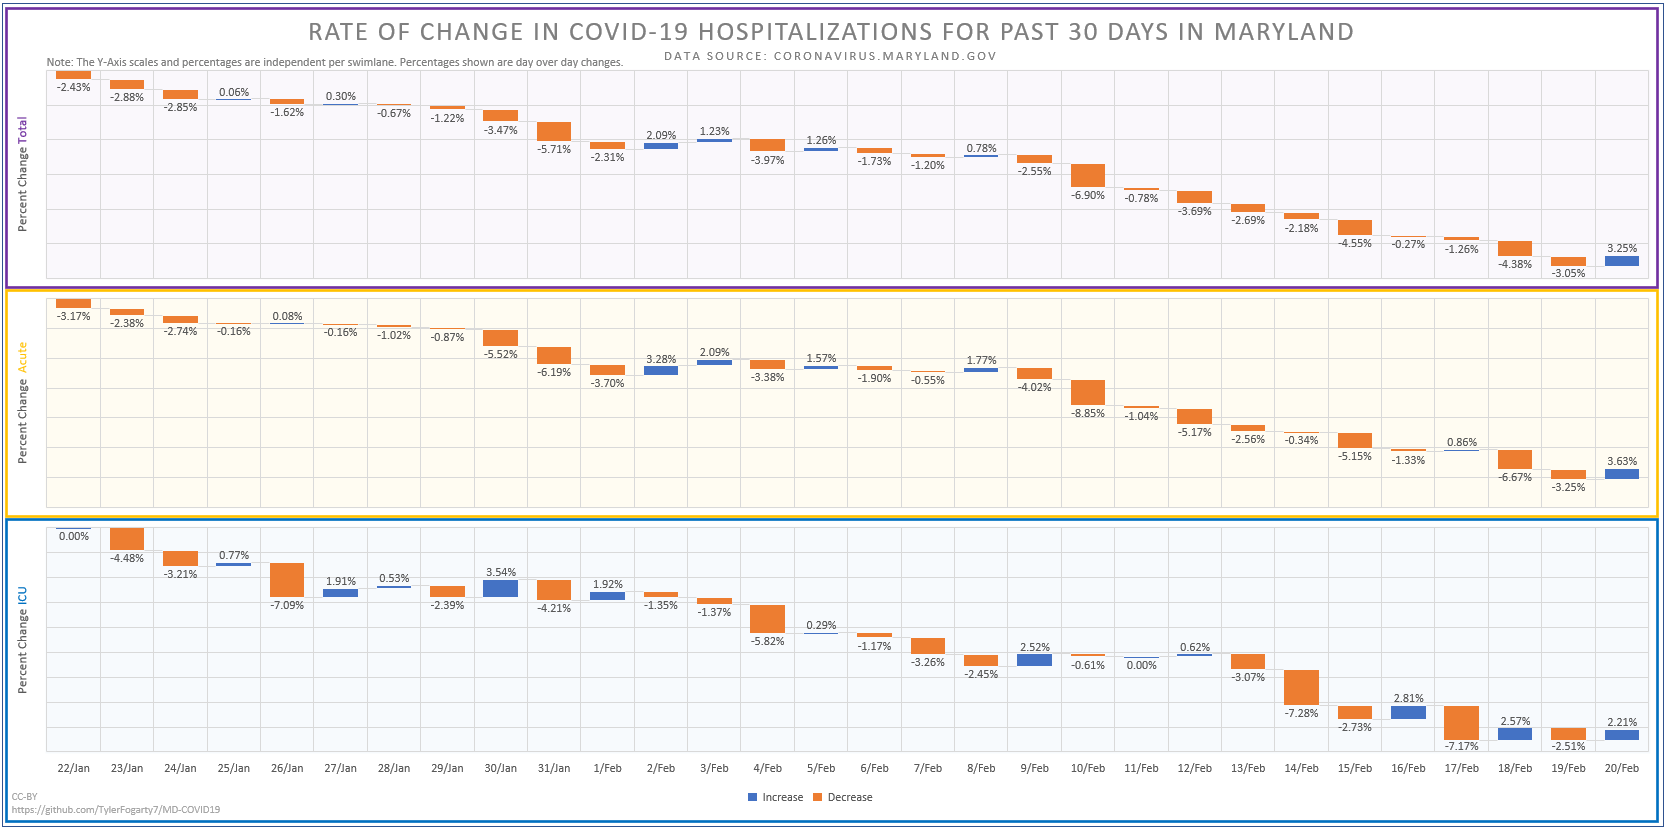 RATE OF CHANGE IN COVID-19 HOSPITALIZATIONS FOR PAST 30 DAYS IN MARYLAND
DATA SOURCE: CORONAVIRUS.MARYLAND.GOV
Note: The Y-Axis scales and percentages are independent per swimlane. Percentages shown are day over day changes.
Percent Change Total
-2.43% -2.88% -2.85% 0.06% -1.62% 0.30% -0.67% -1.22% -3.47% -5.71% -2.31% 2.09% 1.23% -3.97% 1.26% -1.73% -1.20% 0.78% -2.55% -6.90% -0.78% -3.69% -2.69% -2.18% -4.55% -0.27% -1.26% -4.38% -3.05% 3.25%
Percent Change Acute
-3.17% -2.38% -2.74% -0.16% 0.08% -0.16% -1.02% -0.87% -5.52% -6.19% -3.70% 3.28% 2.09% -3.38% 1.57% -1.90% -0.55% 1.77% -4.02% -8.85% -1.04% -5.17% -2.56% -0.34% -5.15% -1.33% 0.86% -6.67% -3.25% 3.63%
Percent Change ICU
0.00% -4.48% -3.21% 0.77% -7.09% 1.91% 0.53% -2.39% 3.54% -4.21% 1.92% -1.35% -1.37% -5.82% 0.29% -1.17% -3.26% -2.45% 2.52% -0.61% 0.00% 0.62% -3.07% -7.28% -2.73% 2.81% -7.17% 2.57% -2.51% 2.21%
22/Jan 23/Jan 24/Jan 25/Jan 26/Jan 27/Jan 28/Jan 29/Jan 30/Jan 31/Jan 1/Feb 2/Feb 3/Feb 4/Feb 5/Feb 6/Feb 7/Feb 8/Feb 9/Feb 10/Feb 11/Feb 12/Feb 13/Feb 14/Feb 15/Feb 16/Feb 17/Feb 18/Feb 19/Feb 20/Feb
Increase Decrease
CC-BY
https://github.com/TylerFogarty7/MD-COVID19